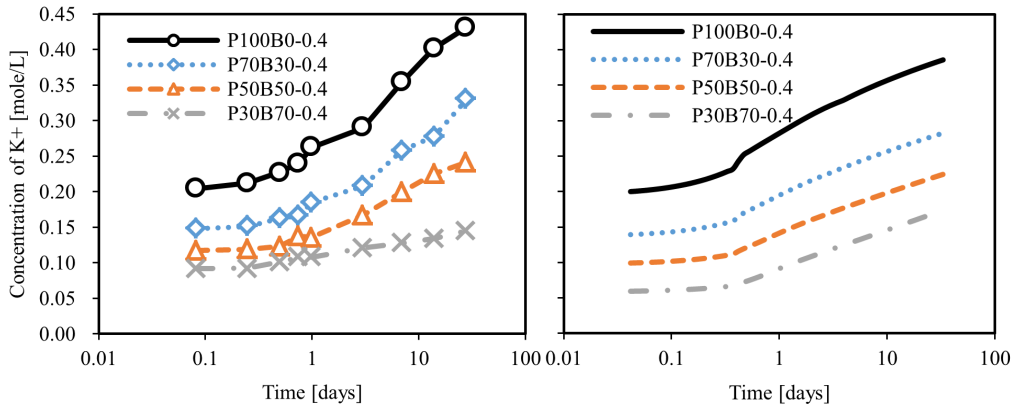 Concentration of K+ [mole/L]
0.45
0.40
0.35
0.30
0.25
0.20
0.15
0.10
0.05
0.00
P100B0-0.4
P70B30-0.4
P50B50-0.4
P30B70-0.4
0.01 0.1 1 10 100
Time [days]
P100B0-0.4
P70B30-0.4
P50B50-0.4
P30B70-0.4
0.01 0.1 1 10 100
Time [days]